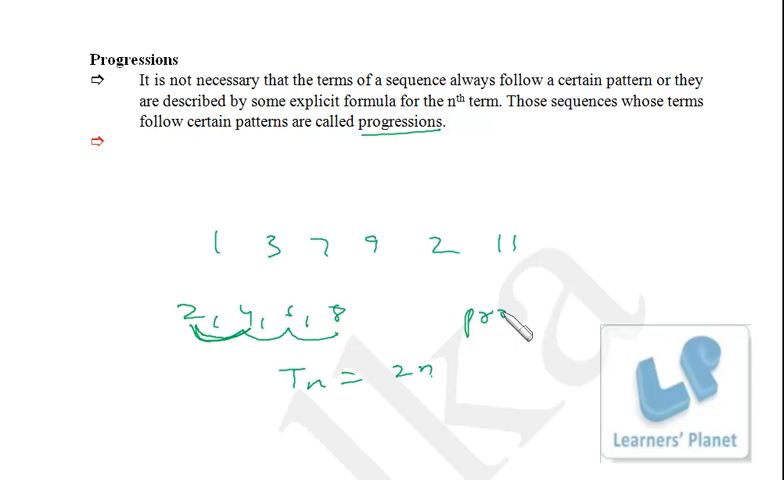 Progressions
⇨ It is not necessary that the terms of a sequence always follow a certain pattern or they
are described by some explicit formula for the nth term. Those sequences whose terms
follow certain patterns are called progressions.
⇨
1 3 7 9 2 11
2, 4, 6, 8
pro
Tn = 2n
LP
Learners' Planet